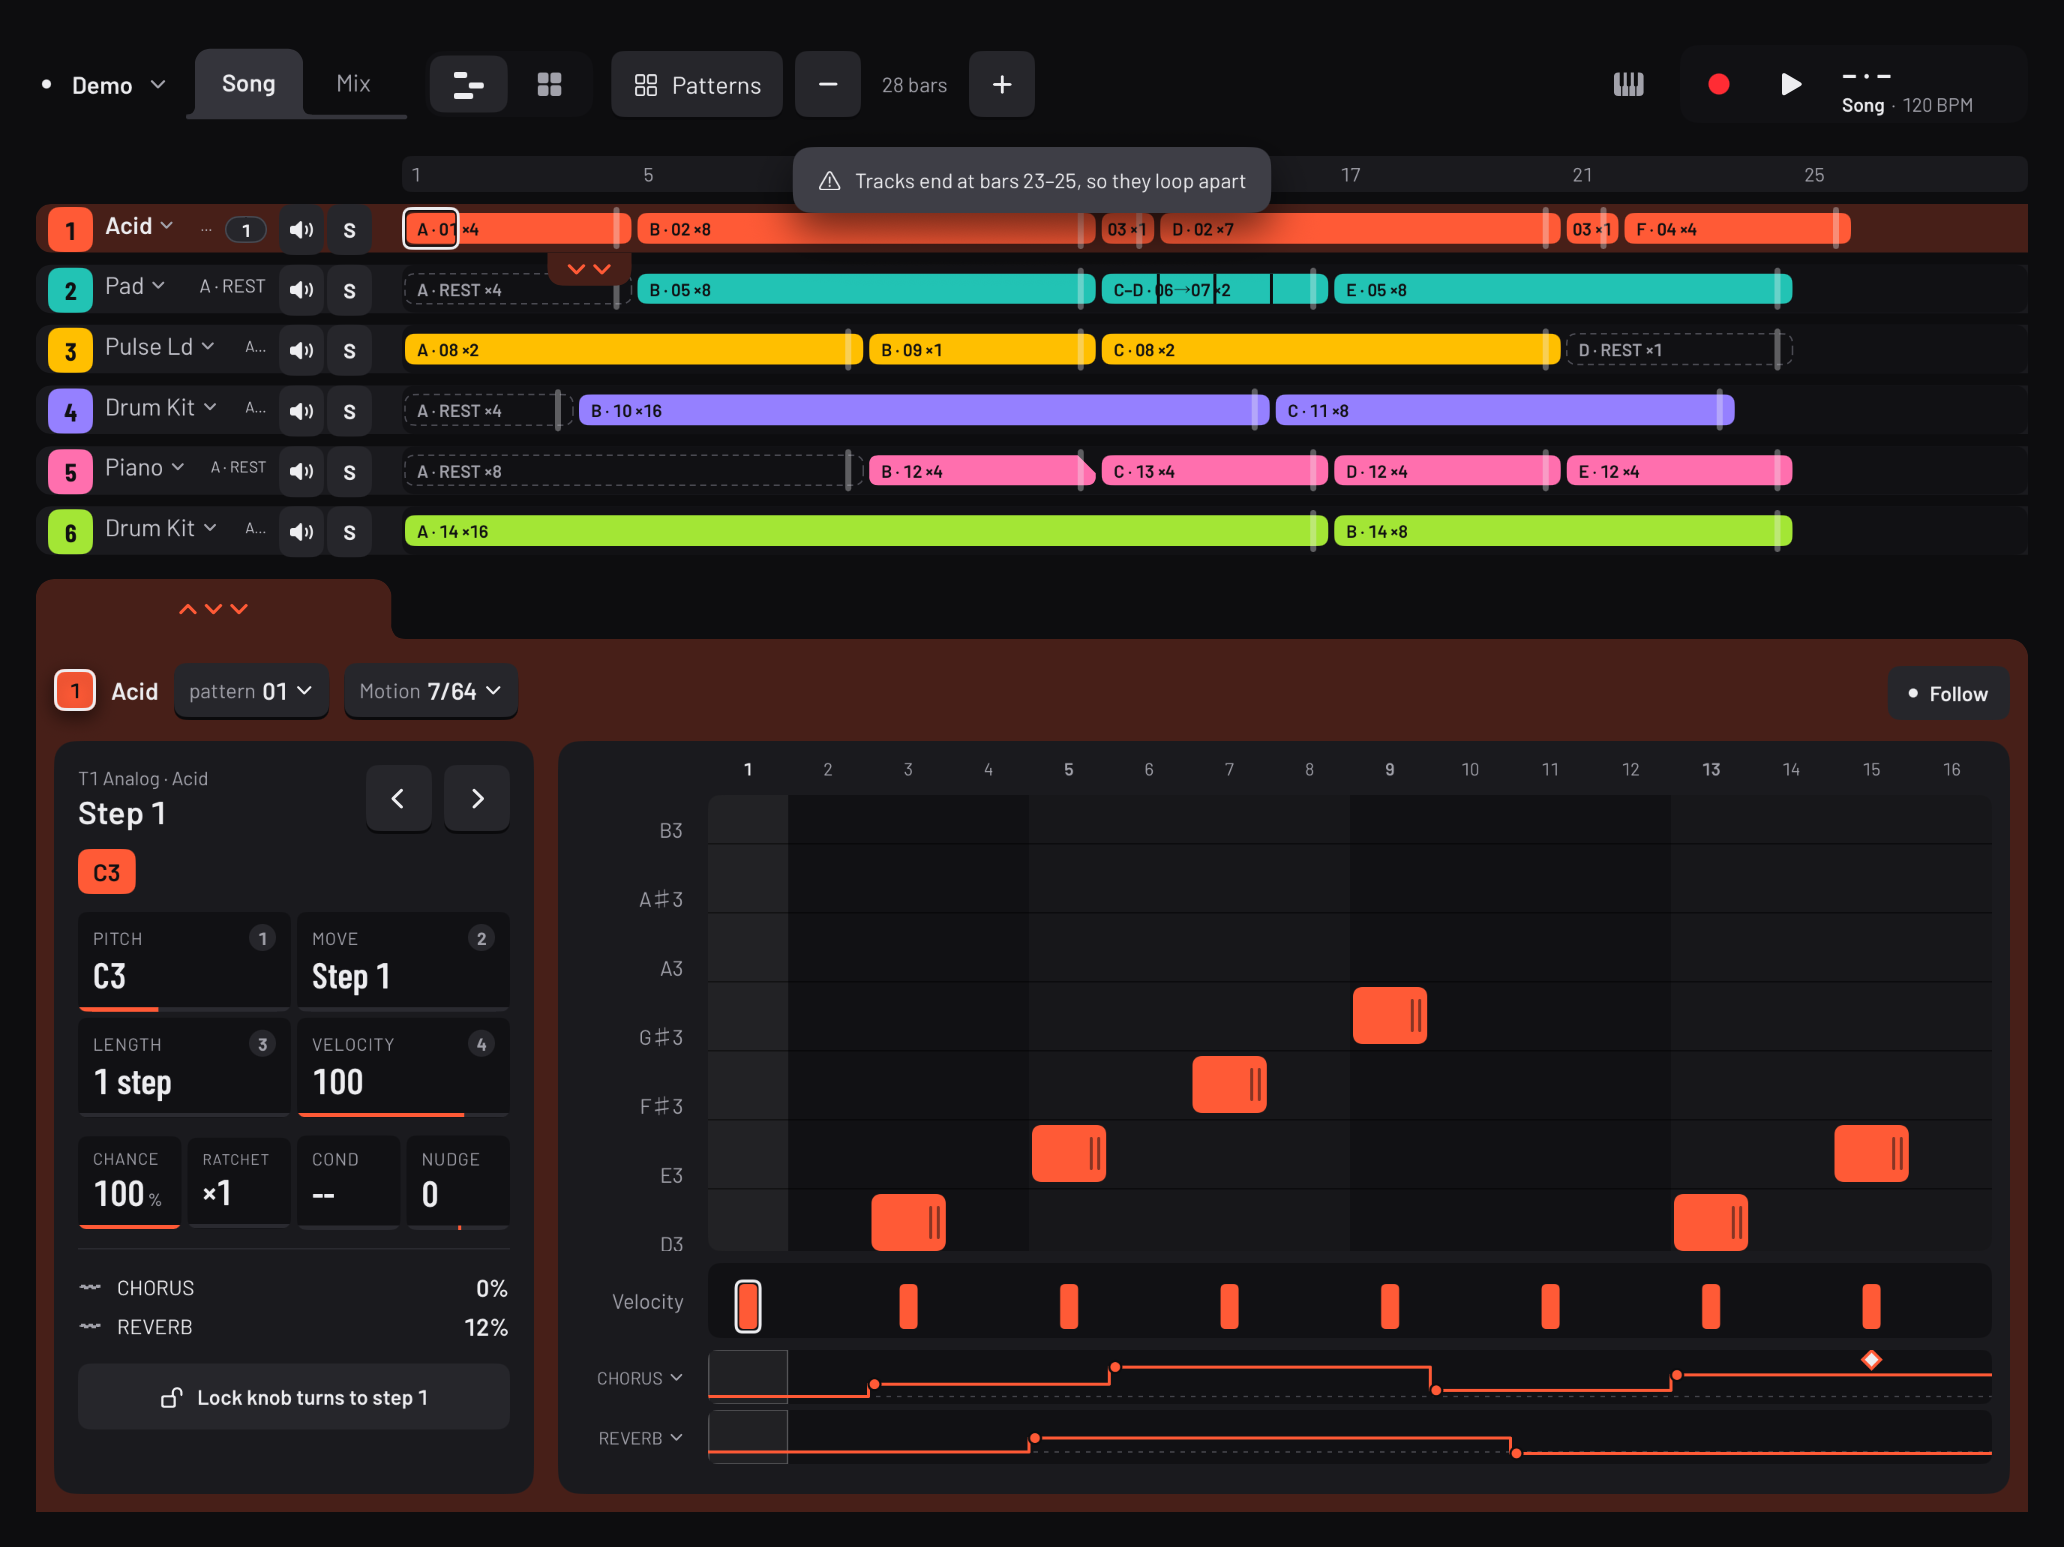 Demo Song Mix Patterns 28 bars
– · –
Song · 120 BPM
1 5 17 21 25
Tracks end at bars 23–25, so they loop apart
1 Acid ... 1 S A · 01 ×4 B · 02 ×8 03 ×1 D · 02 ×7 03 ×1 F · 04 ×4
2 Pad A · REST S A · REST ×4 B · 05 ×8 C–D · 06→07 ×2 E · 05 ×8
3 Pulse Ld A... S A · 08 ×2 B · 09 ×1 C · 08 ×2 D · REST ×1
4 Drum Kit A... S A · REST ×4 B · 10 ×16 C · 11 ×8
5 Piano A · REST S A · REST ×8 B · 12 ×4 C · 13 ×4 D · 12 ×4 E · 12 ×4
6 Drum Kit A... S A · 14 ×16 B · 14 ×8
1 Acid pattern 01 Motion 7/64 Follow
T1 Analog · Acid
Step 1
C3
PITCH 1 MOVE 2
C3 Step 1
LENGTH 3 VELOCITY 4
1 step 100
CHANCE RATCHET COND NUDGE
100 % ×1 -- 0
CHORUS 0%
REVERB 12%
Lock knob turns to step 1
1 2 3 4 5 6 7 8 9 10 11 12 13 14 15 16
B3
A♯3
A3
G♯3
F♯3
E3
D3
Velocity
CHORUS
REVERB